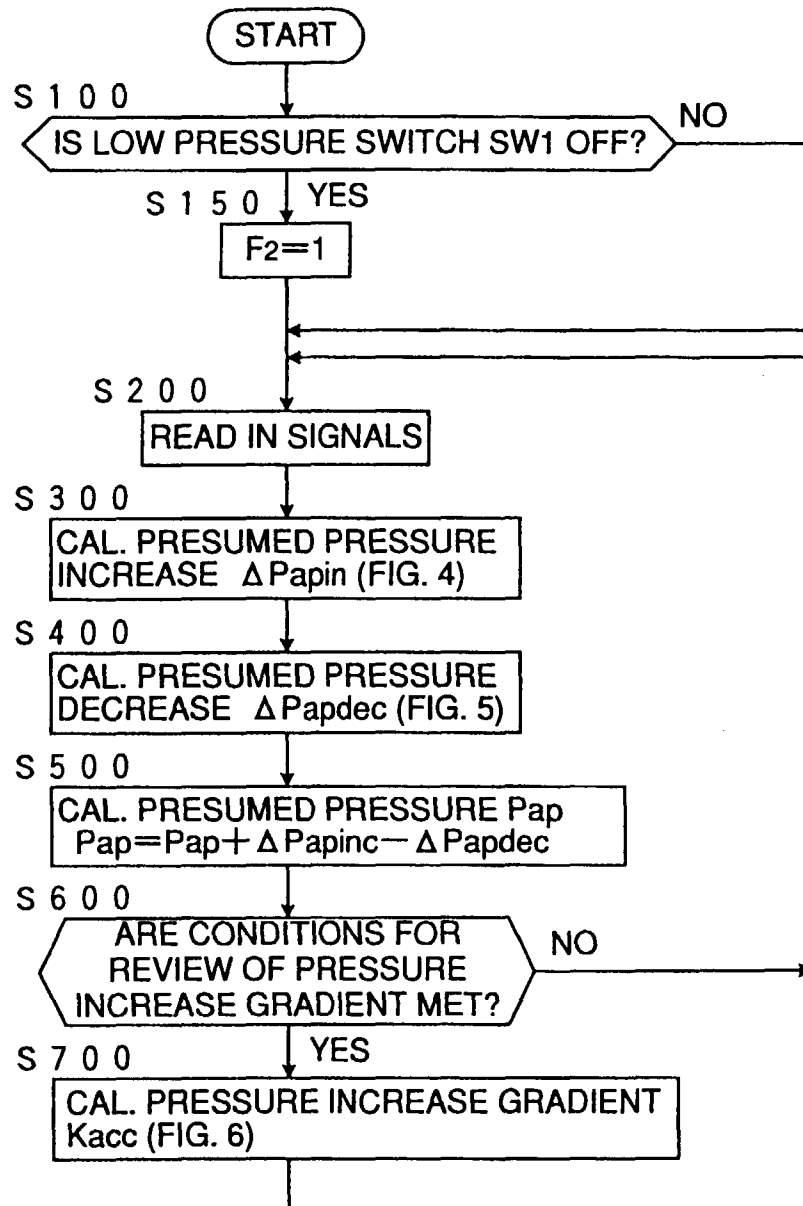 START
S100
IS LOW PRESSURE SWITCH SW1 OFF?
NO
S150
YES
F2=1
S200
READ IN SIGNALS
S300
CAL. PRESUMED PRESSURE
INCREASE ΔPapin (FIG. 4)
S400
CAL. PRESUMED PRESSURE
DECREASE ΔPapdec (FIG. 5)
S500
CAL. PRESUMED PRESSURE Pap
Pap=Pap+ΔPapinc-ΔPapdec
S600
ARE CONDITIONS FOR
REVIEW OF PRESSURE
INCREASE GRADIENT MET?
NO
YES
S700
CAL. PRESSURE INCREASE GRADIENT
Kacc (FIG. 6)